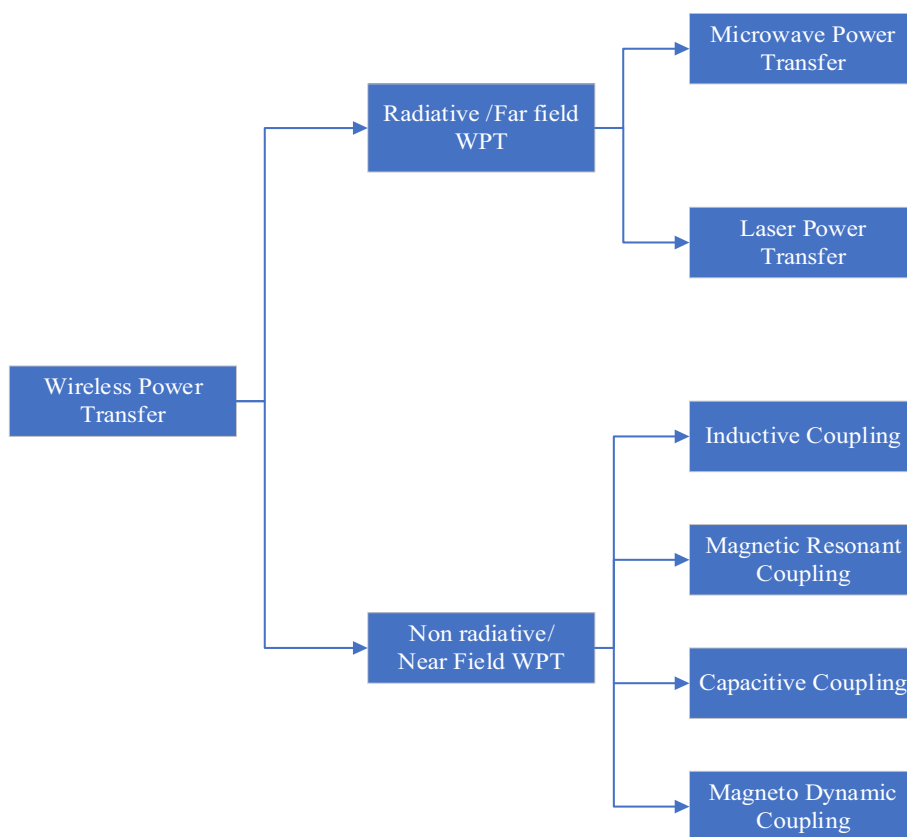 Microwave Power
Transfer
Radiative /Far field
WPT
Laser Power
Transfer
Wireless Power
Transfer
Inductive Coupling
Magnetic Resonant
Coupling
Non radiative/
Near Field WPT
Capacitive Coupling
Magneto Dynamic
Coupling